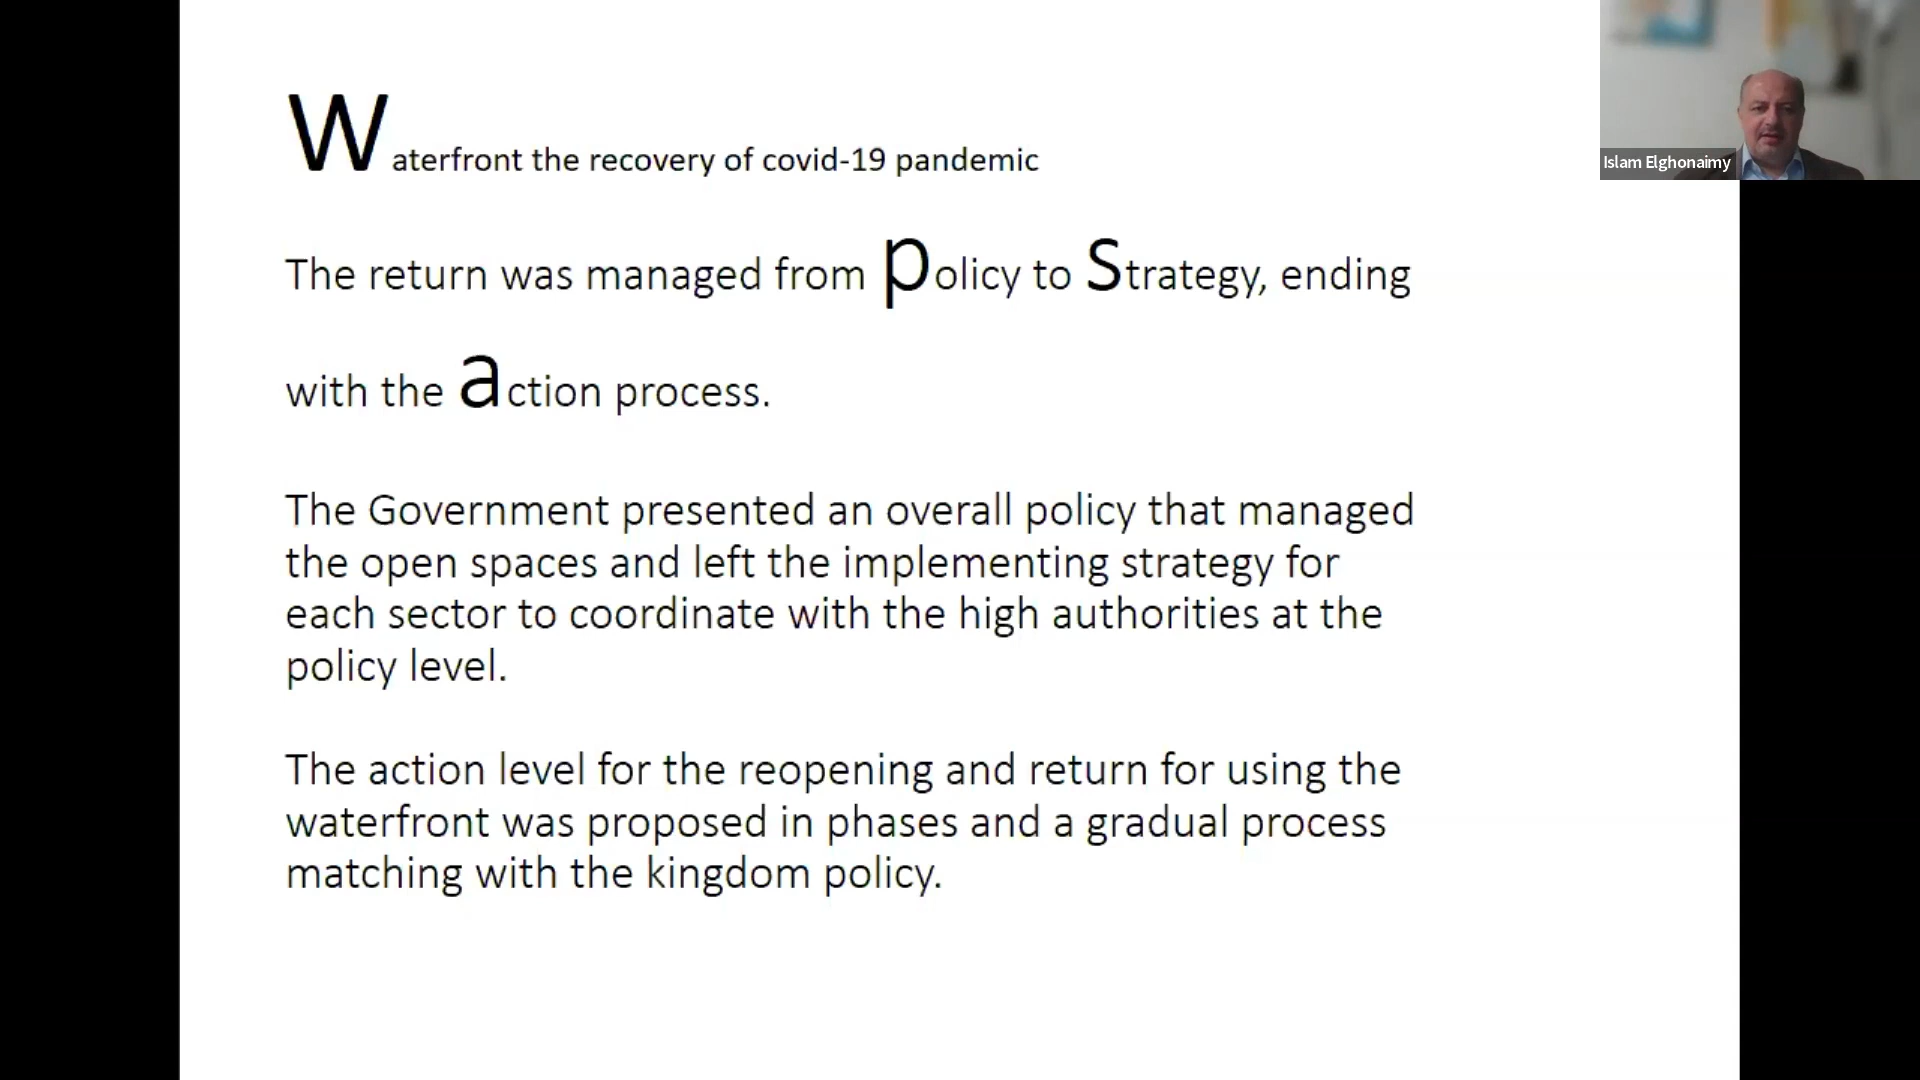 Waterfront the recovery of covid-19 pandemic
Islam Elghonaimy
The return was managed from policy to Strategy, ending
with the action process.
The Government presented an overall policy that managed
the open spaces and left the implementing strategy for
each sector to coordinate with the high authorities at the
policy level.
The action level for the reopening and return for using the
waterfront was proposed in phases and a gradual process
matching with the kingdom policy.